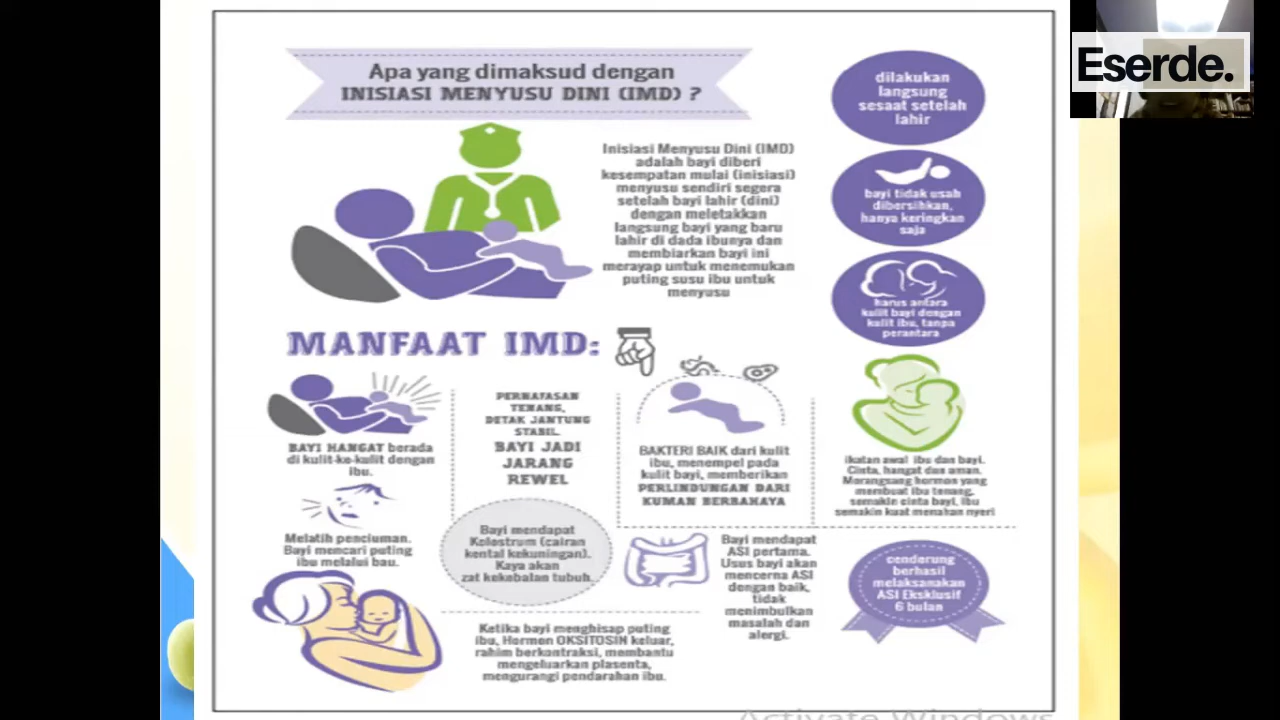 Eserde.
Apa yang dimaksud dengan
INISIASI MENYUSU DINI (IMD) ?
Inisiasi Menyusu Dini (IMD)
adalah bayi diberi
kesempatan mulai (inisiasi)
menyusu sendiri segera
setelah bayi lahir (dini)
dengan meletakkan
langsung bayi yang baru
lahir di dada ibunya dan
membiarkan bayi ini
merayap untuk menemukan
puting susu ibu untuk
menyusu
dilakukan
langsung
sesaat setelah
lahir
bayi tidak usah
dibersihkan,
hanya keringkan
saja
harus antara
kulit bayi dengan
kulit ibu, tanpa
perantara
MANFAAT IMD:
BAYI HANGAT berada
di kulit-ke-kulit dengan
ibu.
PERNAFASAN
TENANG,
DETAK JANTUNG
STABIL.
BAYI JADI
JARANG
REWEL
BAKTERI BAIK dari kulit
ibu, menempel pada
kulit bayi, memberikan
PERLINDUNGAN DARI
KUMAN BERBAHAYA
ikatan awal ibu dan bayi.
Cinta, hangat dan aman.
Merangsang hormon yang
membuat ibu tenang,
semakin cinta bayi, ibu
semakin kuat menahan nyeri
Melatih penciuman.
Bayi mencari puting
ibu melalui bau.
Bayi mendapat
Kolostrum (cairan
kental kekuningan).
Kaya akan
zat kekebalan tubuh.
Bayi mendapat
ASI pertama.
Usus bayi akan
mencerna ASI
dengan baik,
tidak
menimbulkan
masalah dan
alergi.
cenderung
berhasil
melaksanakan
ASI Eksklusif
6 bulan
Ketika bayi menghisap puting
ibu, Hormon OKSITOSIN keluar,
rahim berkontraksi, membantu
mengeluarkan plasenta,
mengurangi pendarahan ibu.
Activate Windows